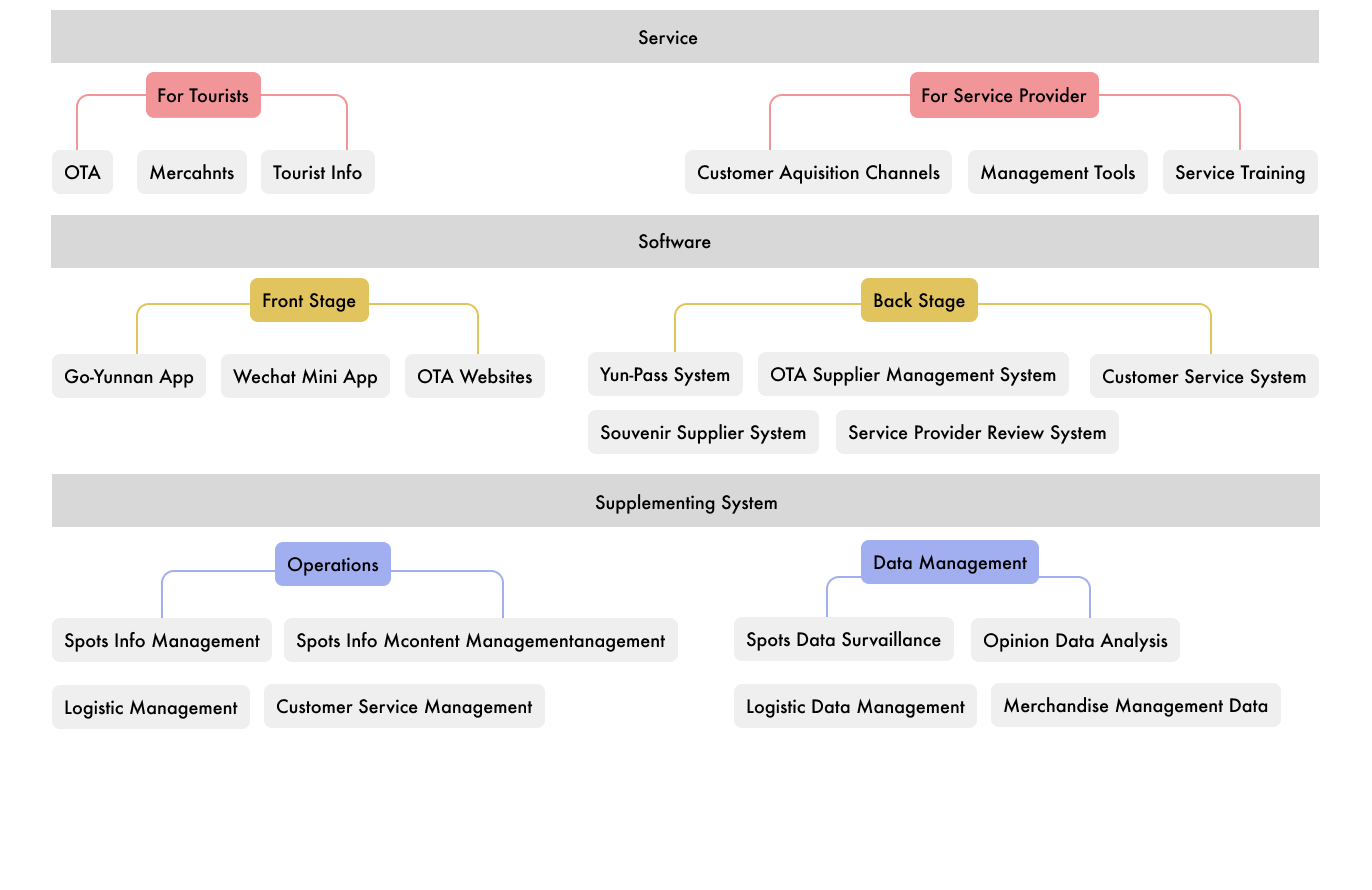 Service
For Tourists
For Service Provider
OTA
Mercahnts
Tourist Info
Customer Aquisition Channels
Management Tools
Service Training
Software
Front Stage
Back Stage
Go-Yunnan App
Wechat Mini App
OTA Websites
Yun-Pass System
OTA Supplier Management System
Customer Service System
Souvenir Supplier System
Service Provider Review System
Supplementing System
Operations
Data Management
Spots Info Management
Spots Info Mcontent Managementanagement
Spots Data Survaillance
Opinion Data Analysis
Logistic Management
Customer Service Management
Logistic Data Management
Merchandise Management Data